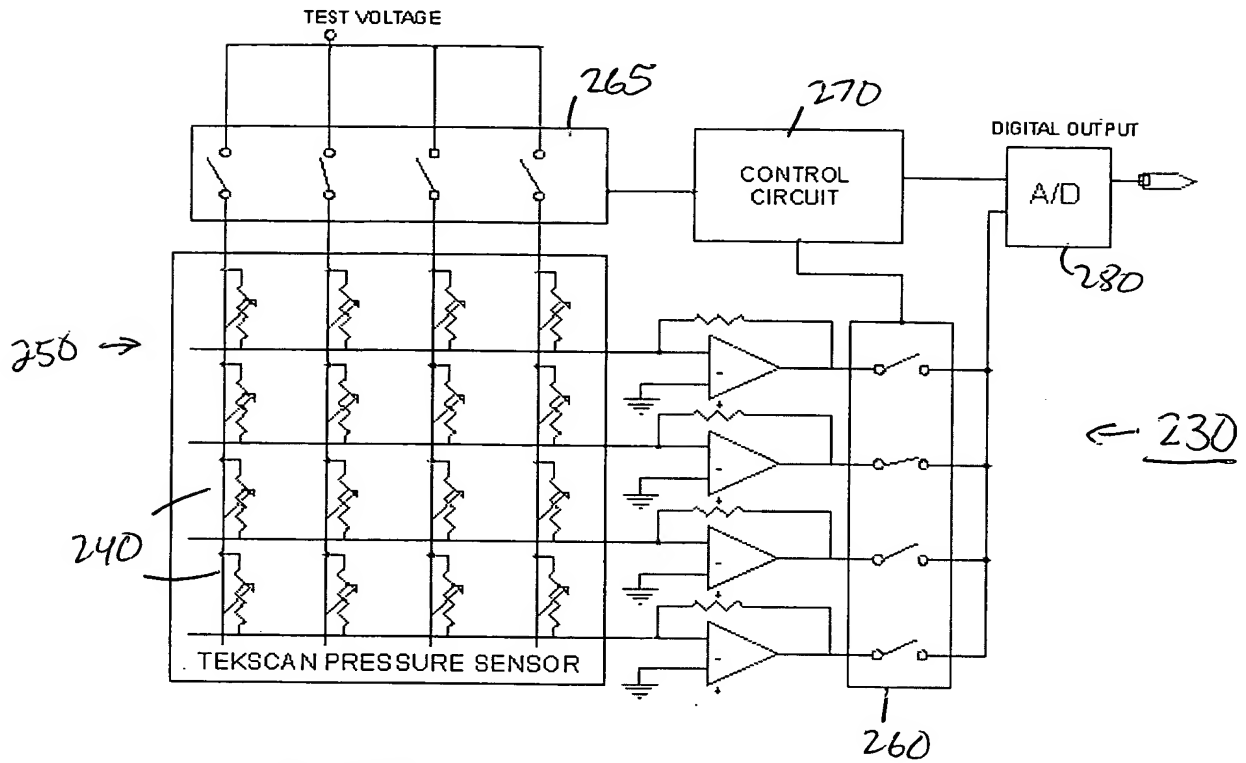 TEST VOLTAGE
265
270
DIGITAL OUTPUT
CONTROL
CIRCUIT
A/D
280
250
230
240
TEKSCAN PRESSURE SENSOR
260